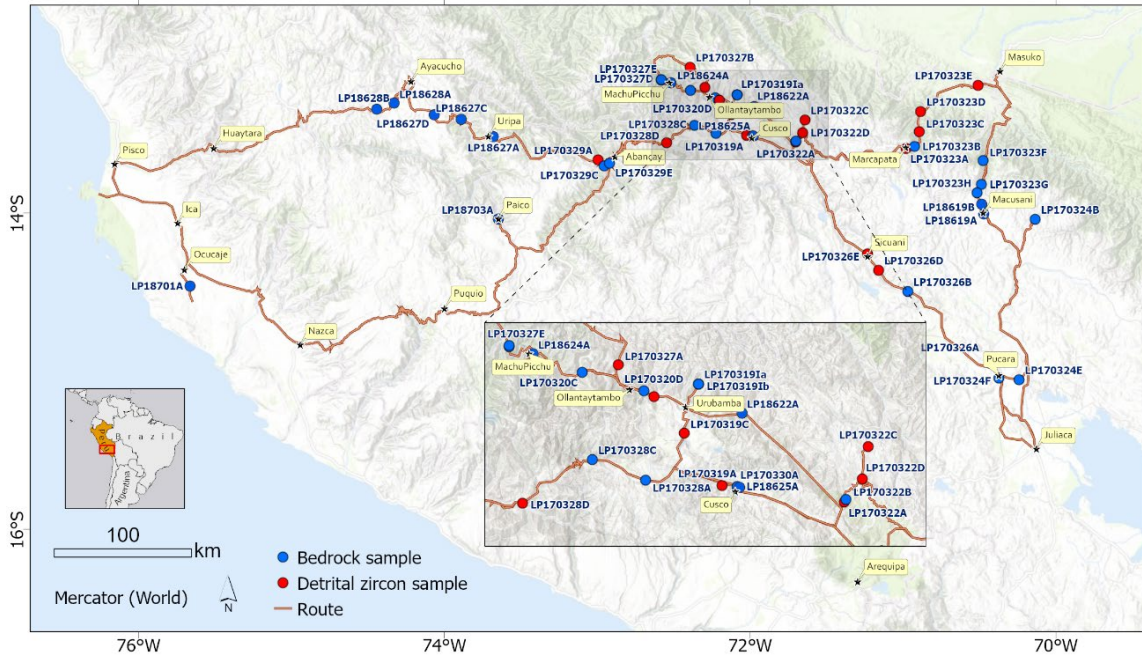 LP170327B
Masuko
LP170327E
LP170323E
Ayacucho
LP170327D
LP18624A
LP170319Ia
MachuPicchu
LP18622A
LP18628B
LP18628A
LP170323D
LP18627C
LP170320D
Ollantaytambo
LP170322C
LP18627D
Uripa
LP170328C
LP18625A
Cusco
LP170323C
Huaytara
LP170328D
LP170322D
LP170323B
Pisco
LP18627A
LP170319A
LP170322A
Marcapata
LP170323A
LP170323F
LP170329A
Abançay
LP170329C
LP170329E
LP170323H
LP170323G
Macusani
LP18703A
Paico
LP18619B
LP170324B
14°S
Ica
LP18619A
Sicuani
LP170326E
LP170326D
Ocucaje
LP18701A
LP170326B
Puquio
Nazca
LP170327E
LP18624A
LP170326A
MachuPicchu
LP170327A
Pucara
LP170324E
LP170320C
LP170319Ia
LP170324F
Ollantaytambo
LP170320D
LP170319Ib
Urubamba
LP18622A
LP170319C
Brazil
LP170322C
Juliaca
LP170328C
LP170319A
LP170330A
LP170322D
Argentina
LP170328A
LP18625A
LP170322B
LP170328D
Cusco
LP170322A
16°S
100
km
Bedrock sample
Detrital zircon sample
Arequipa
Mercator (World)
N
Route
76°W
74°W
72°W
70°W